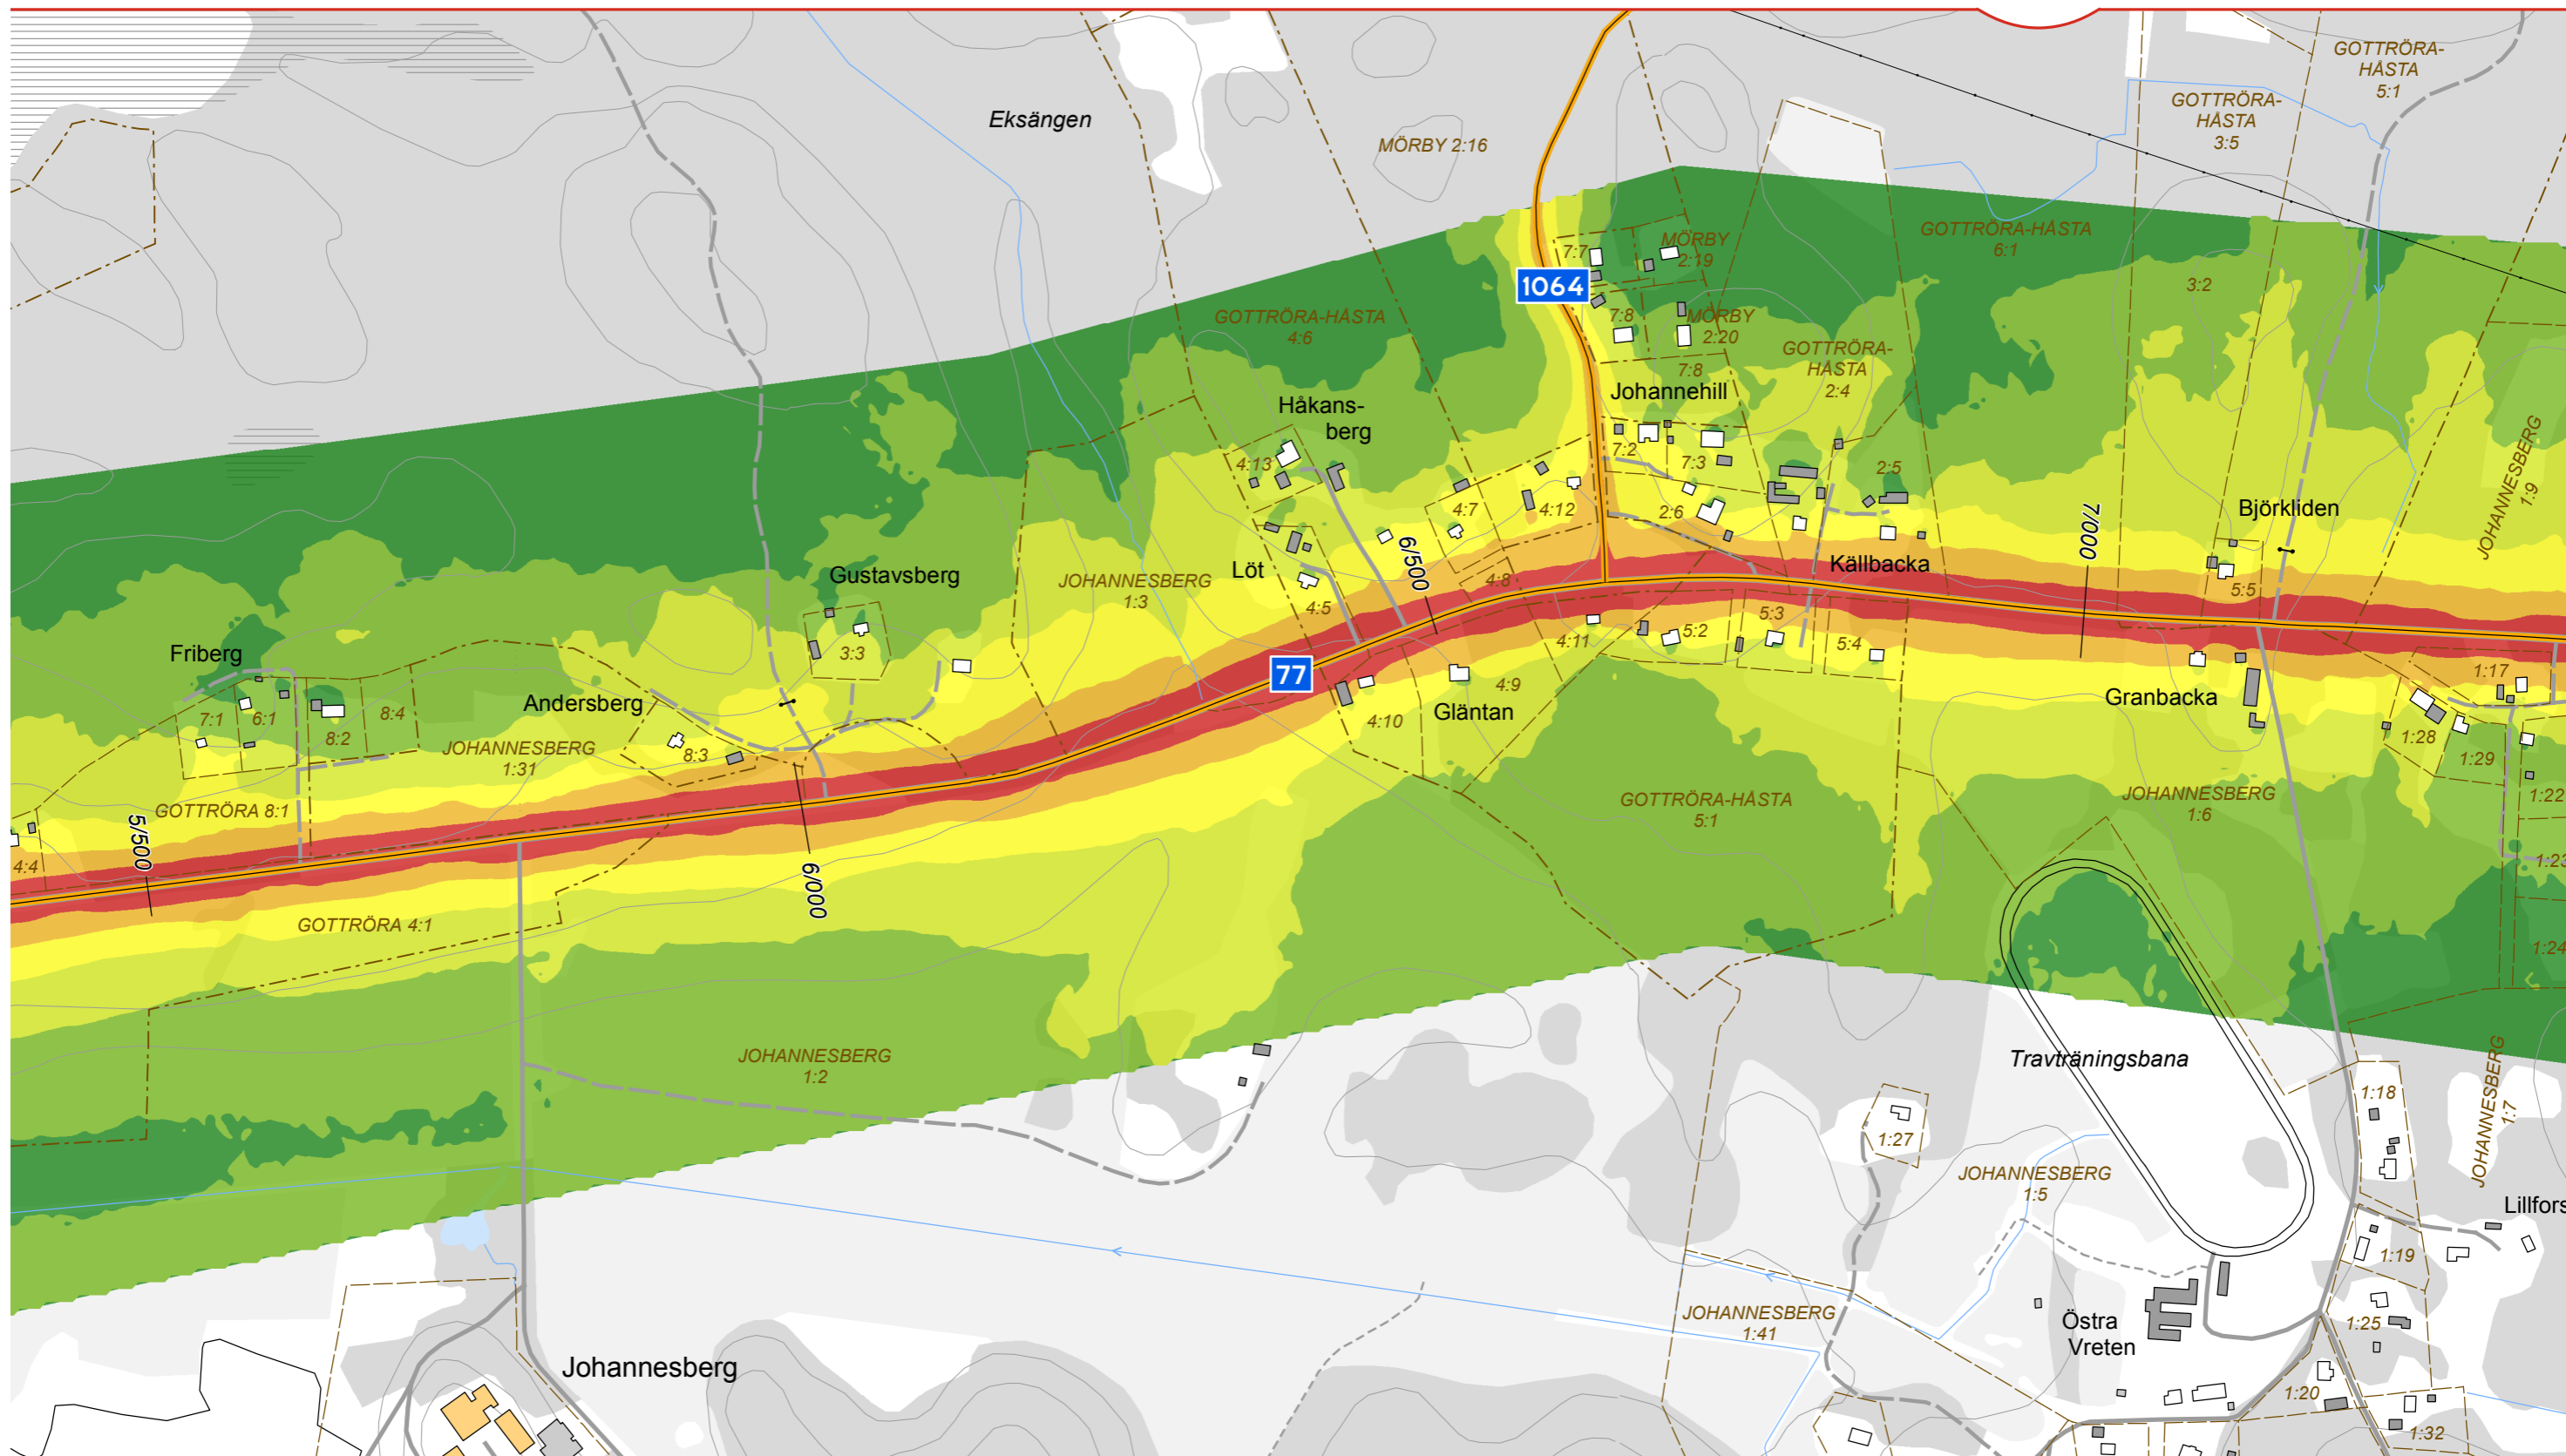 GOTTRÖRA-
HÅSTA
5:1
GOTTRÖRA-
HÅSTA
3:5
Eksängen
MÖRBY 2:16
GOTTRÖRA-HÅSTA
6:1
7:7
MÖRBY
2:19
1064
3:2
GOTTRÖRA-HÅSTA
4:6
7:8
MÖRBY
2:20
GOTTRÖRA-
HÅSTA
2:4
7:8
Johannehill
Håkans-
berg
7:2
7:3
4:13
2:5
JOHANNESBERG
1:9
4:7
4:12
2:6
Björkliden
7/000
6/500
Källbacka
Löt
4:5
4:8
5:5
Gustavsberg
JOHANNESBERG
1:3
3:3
4:11
5:2
5:3
5:4
Friberg
77
4:9
4:10
Gläntan
Granbacka
1:17
Andersberg
7:1
6:1
8:2
8:4
8:3
JOHANNESBERG
1:31
1:28
1:29
GOTTRÖRA 8:1
5/500
6/000
4:4
GOTTRÖRA-HÅSTA
5:1
JOHANNESBERG
1:6
1:22
1:23
1:24
GOTTRÖRA 4:1
JOHANNESBERG
1:2
Travträningsbana
1:18
JOHANNESBERG
1:7
1:27
JOHANNESBERG
1:5
Lillfors
1:19
JOHANNESBERG
1:41
Östra
Vreten
1:25
Johannesberg
1:20
1:32